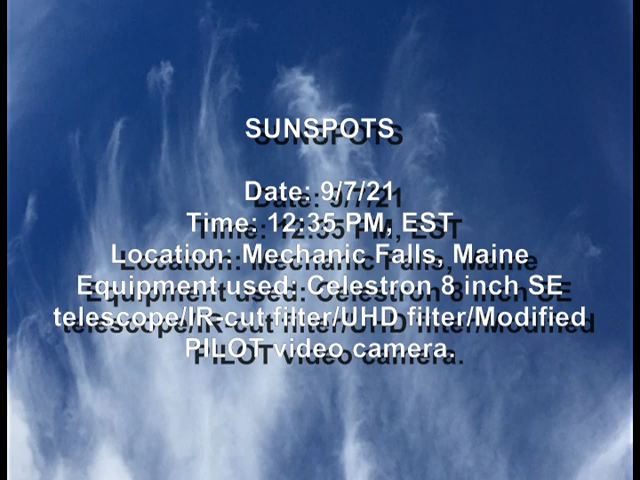 SUNSPOTS
Date: 9/7/21
Time: 12:35 PM, EST
Location: Mechanic Falls, Maine
Equipment used: Celestron 8 inch SE
telescope/IR-cut filter/UHD filter/Modified
PILOT video camera.